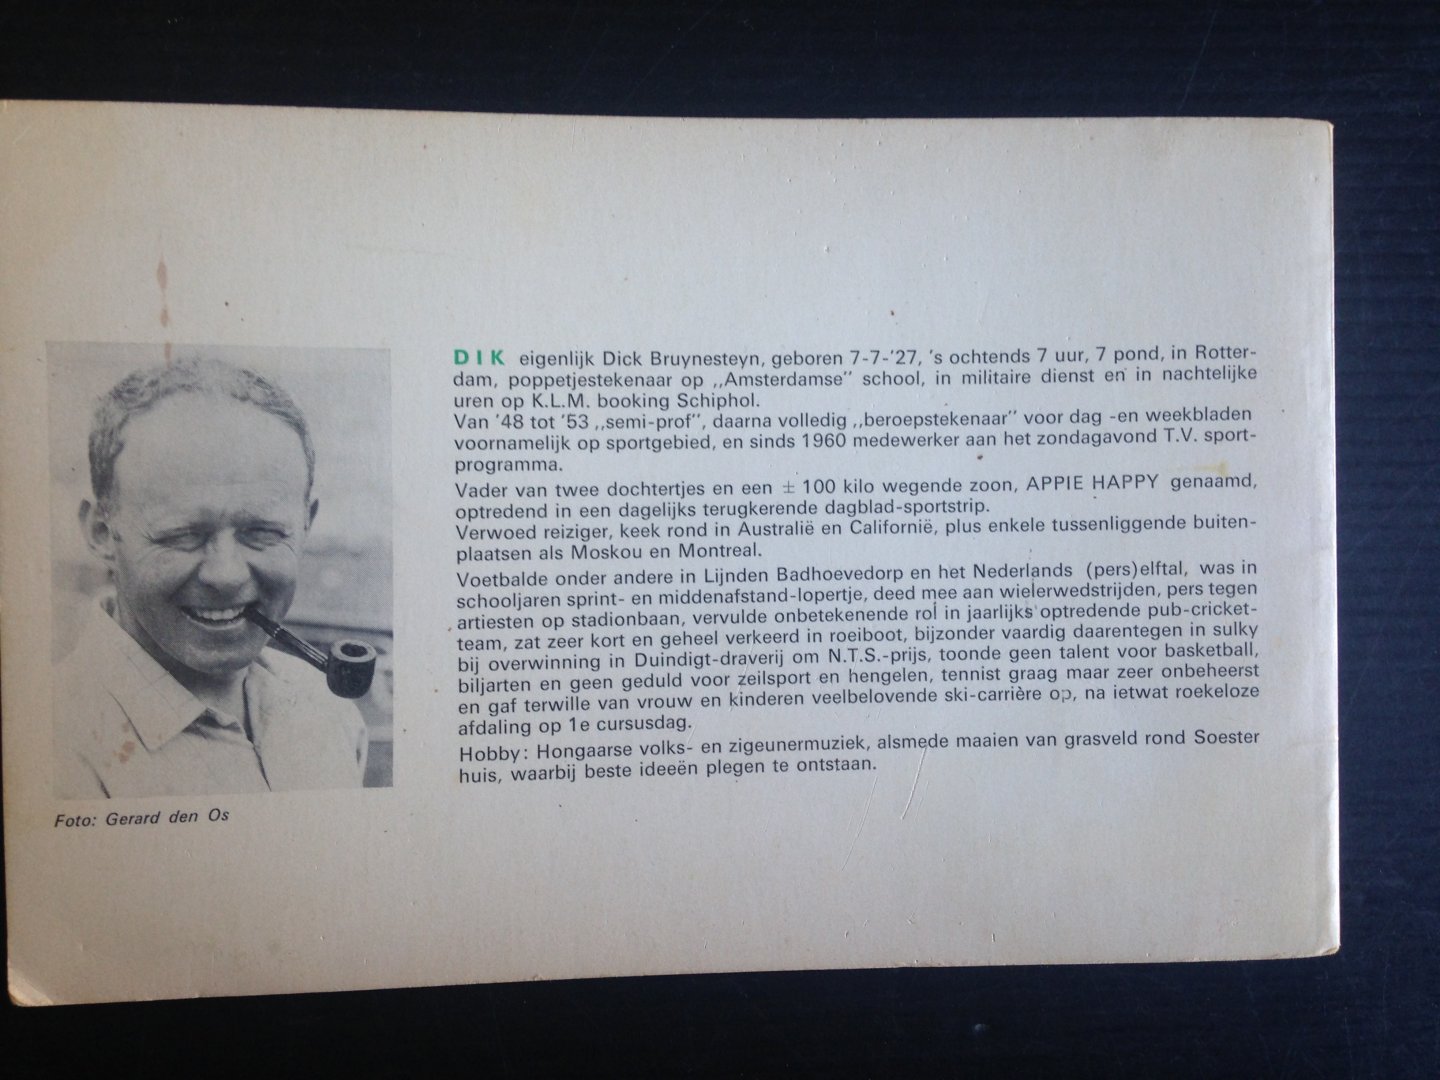 DIK eigenlijk Dick Bruynesteyn, geboren 7-7-'27, 's ochtends 7 uur, 7 pond, in Rotter-
dam, poppetjestekenaar op ,,Amsterdamse" school, in militaire dienst en in nachtelijke
uren op K.L.M. booking Schiphol.
Van '48 tot '53 ,,semi-prof", daarna volledig ,,beroepstekenaar" voor dag -en weekbladen
voornamelijk op sportgebied, en sinds 1960 medewerker aan het zondagavond T.V. sport-
programma.
Vader van twee dochtertjes en een ± 100 kilo wegende zoon, APPIE HAPPY genaamd,
optredend in een dagelijks terugkerende dagblad-sportstrip.
Verwoed reiziger, keek rond in Australië en Californië, plus enkele tussenliggende buiten-
plaatsen als Moskou en Montreal.
Voetbalde onder andere in Lijnden Badhoevedorp en het Nederlands (pers)elftal, was in
schooljaren sprint- en middenafstand-lopertje, deed mee aan wielerwedstrijden, pers tegen
artiesten op stadionbaan, vervulde onbetekenende rol in jaarlijks optredende pub-cricket-
team, zat zeer kort en geheel verkeerd in roeiboot, bijzonder vaardig daarentegen in sulky
bij overwinning in Duindigt-draverij om N.T.S.-prijs, toonde geen talent voor basketball,
biljarten en geen geduld voor zeilsport en hengelen, tennist graag maar zeer onbeheerst
en gaf terwille van vrouw en kinderen veelbelovende ski-carrière op, na ietwat roekeloze
afdaling op 1e cursusdag.
Hobby: Hongaarse volks- en zigeunermuziek, alsmede maaien van grasveld rond Soester
huis, waarbij beste ideeën plegen te ontstaan.
Foto: Gerard den Os